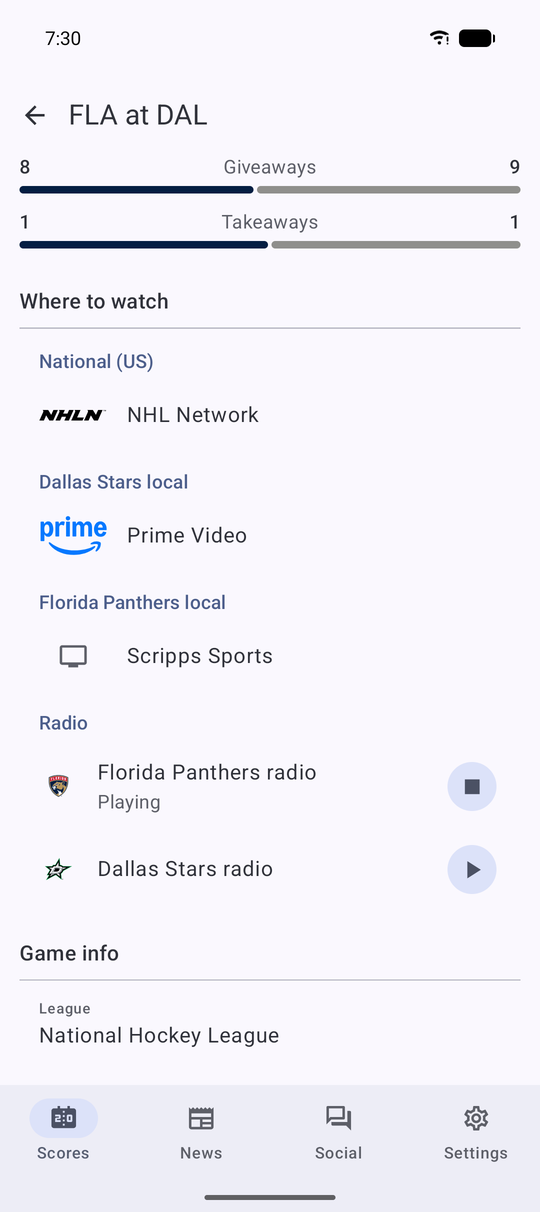 7:30
FLA at DAL
8 Giveaways 9
1 Takeaways 1
Where to watch
National (US)
NHLN NHL Network
Dallas Stars local
prime Prime Video
Florida Panthers local
Scripps Sports
Radio
Florida Panthers radio
Playing
Dallas Stars radio
Game info
League
National Hockey League
2:0
Scores News Social Settings